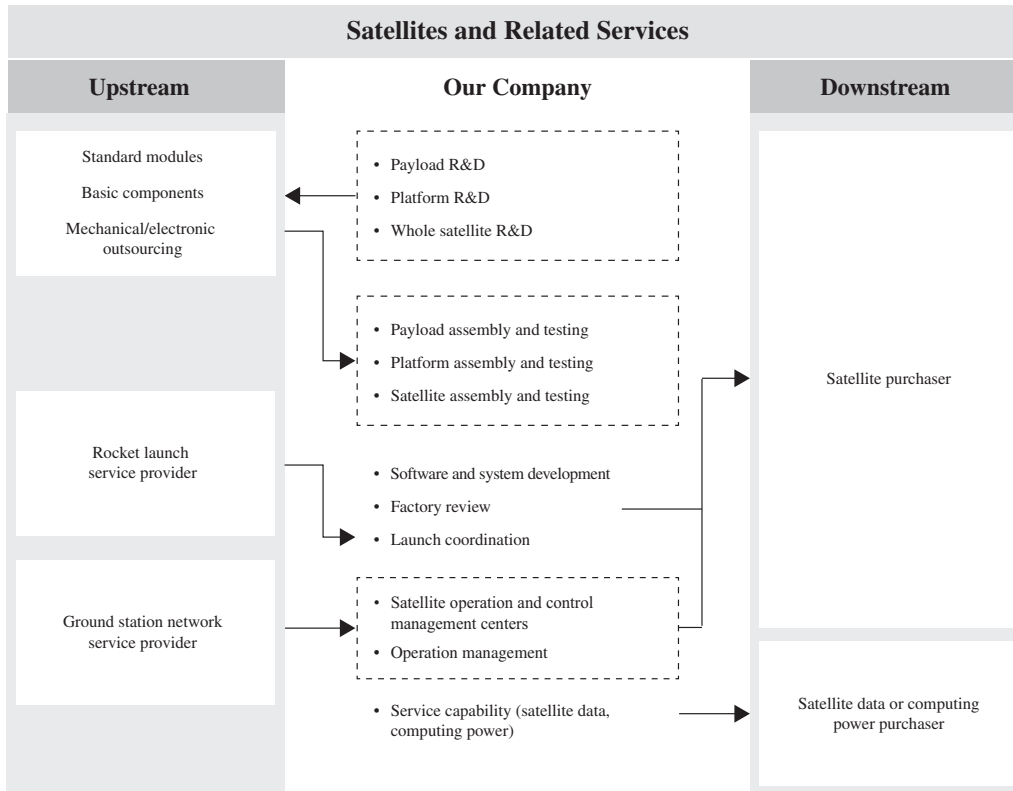 Satellites and Related Services
Upstream
Our Company
Downstream
Standard modules
Basic components
Mechanical/electronic
outsourcing
Rocket launch
service provider
Ground station network
service provider
• Payload R&D
• Platform R&D
• Whole satellite R&D
• Payload assembly and testing
• Platform assembly and testing
• Satellite assembly and testing
• Software and system development
• Factory review
• Launch coordination
• Satellite operation and control
management centers
• Operation management
• Service capability (satellite data,
computing power)
Satellite purchaser
Satellite data or computing
power purchaser